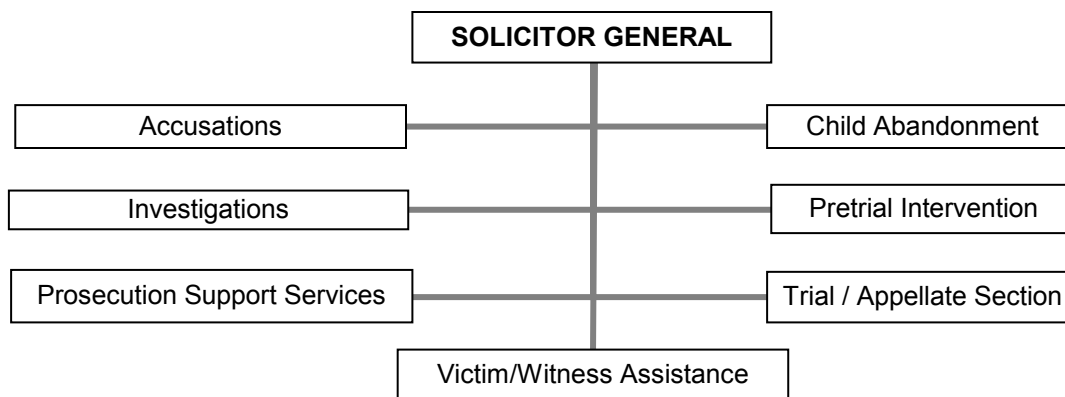 SOLICITOR GENERAL
Accusations
Child Abandonment
Investigations
Pretrial Intervention
Prosecution Support Services
Trial / Appellate Section
Victim/Witness Assistance